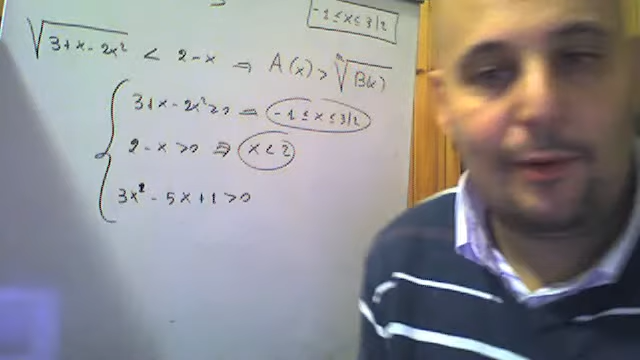 -1 ≤ x ≤ 3/2
√(3+x-2x²) < 2-x ⇒ A(x) > ⁿ√B(x)
3+x-2x² ≥ 0 ⇒ -1 ≤ x ≤ 3/2
2-x > 0 ⇒ x < 2
3x² - 5x + 1 > 0